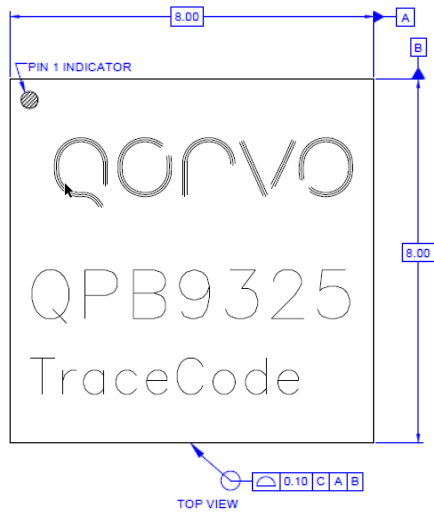 8.00
A
B
PIN 1 INDICATOR
QORVO
QPB9325
TraceCode
8.00
0.10 C A B
TOP VIEW